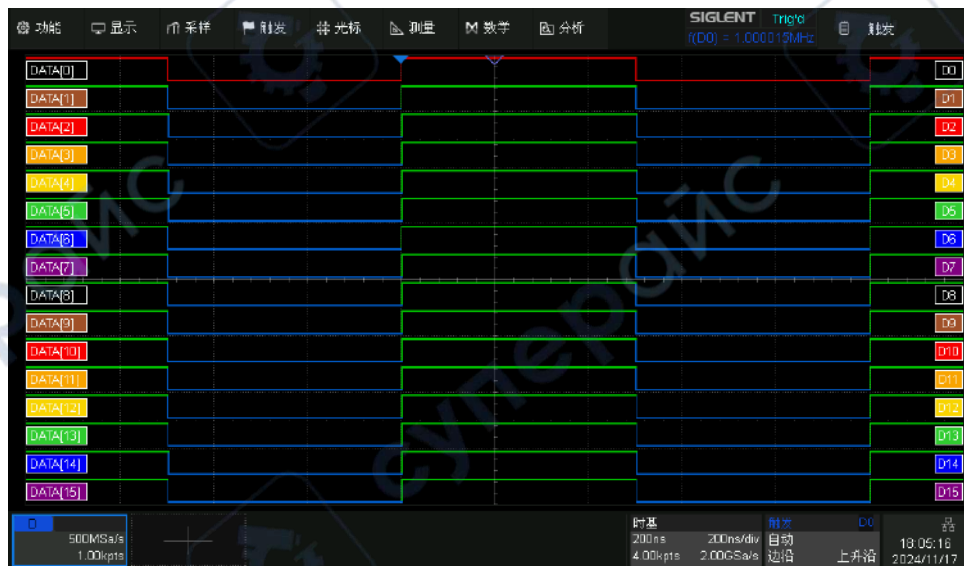 功能 显示 采样 触发 光标 测量 数学 分析 SIGLENT Trig'd 触发
f(D0) = 1.000015MHz
DATA[0] D0
DATA[1] D1
DATA[2] D2
DATA[3] D3
DATA[4] D4
DATA[5] D5
DATA[6] D6
DATA[7] D7
DATA[8] D8
DATA[9] D9
DATA[10] D10
DATA[11] D11
DATA[12] D12
DATA[13] D13
DATA[14] D14
DATA[15] D15
D 时基 触发 D0
500MSa/s 200ns 200ns/div 自动 18:05:16
1.00kpts 4.00kpts 2.00GSa/s 边沿 上升沿 2024/11/17
суперайс